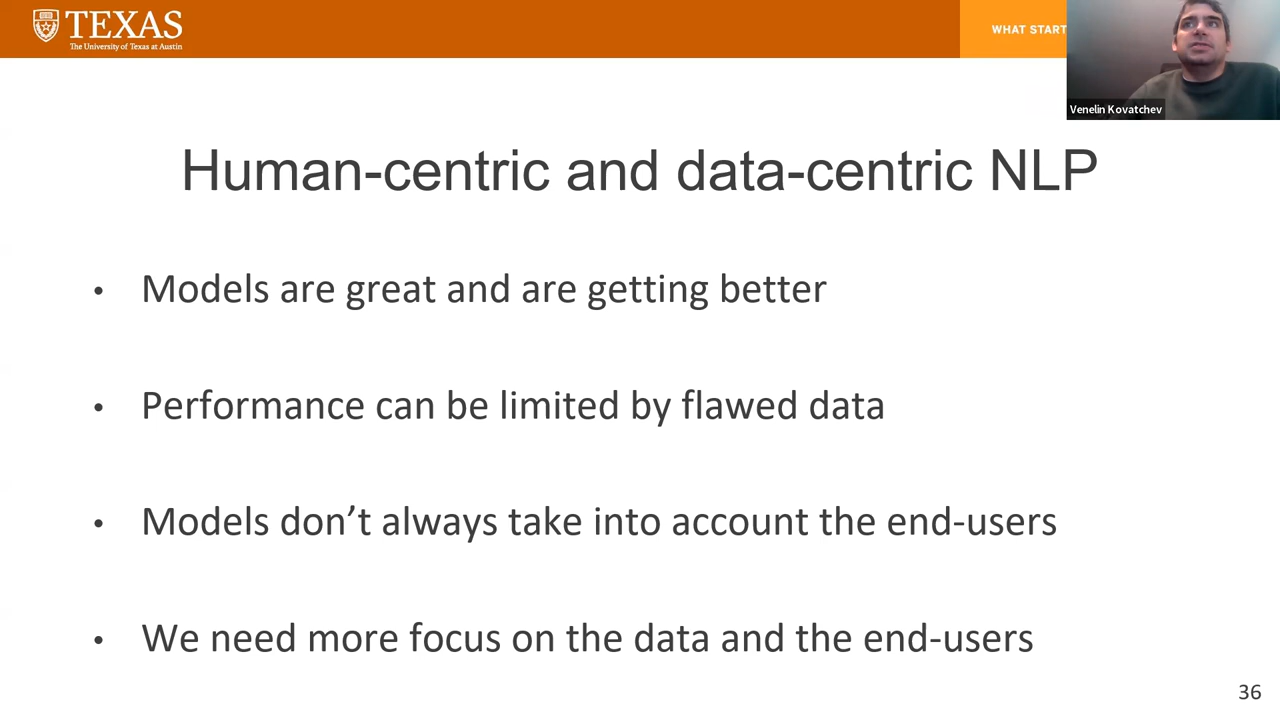 TEXAS
The University of Texas at Austin
WHAT START
Venelin Kovatchev
Human-centric and data-centric NLP
• Models are great and are getting better
• Performance can be limited by flawed data
• Models don’t always take into account the end-users
• We need more focus on the data and the end-users
36